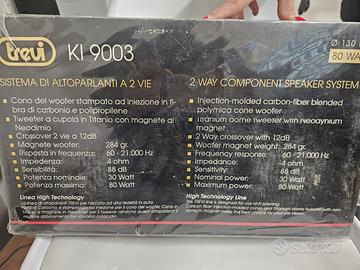 trevi KI 9003
Ø 130
80 WA
SISTEMA DI ALTOPARLANTI A 2 VIE
Cono del woofer stampato ad iniezione in fi-
bra di carbonio e polipropilene
Tweeter a cupola in Titanio con magnete al
Neodimio
Crossover 2 vie a 12dB
Magnete woofer: 284 gr.
Risposta in frequenza: 60 - 21.000 Hz
Impedenza: 4 ohm
Sensibilità: 88 dB
Potenza nominale: 30 Watt
Potenza massima: 80 Watt
Linea High Technology
2 WAY COMPONENT SPEAKER SYSTEM
Injection-molded carbon-fiber blended
polymica cone woofer
Titanium dome tweeter with neodymium
magnet
2 Way, crossover with 12dB
Woofer magnet weight: 284 gr.
Frequency response: 60 - 21.000 Hz
Impedance: 4 ohm
Sensitivity: 88 dB
Nominal power: 30 Watt
Maximum power: 80 Watt
High Technology Line
Subito.it